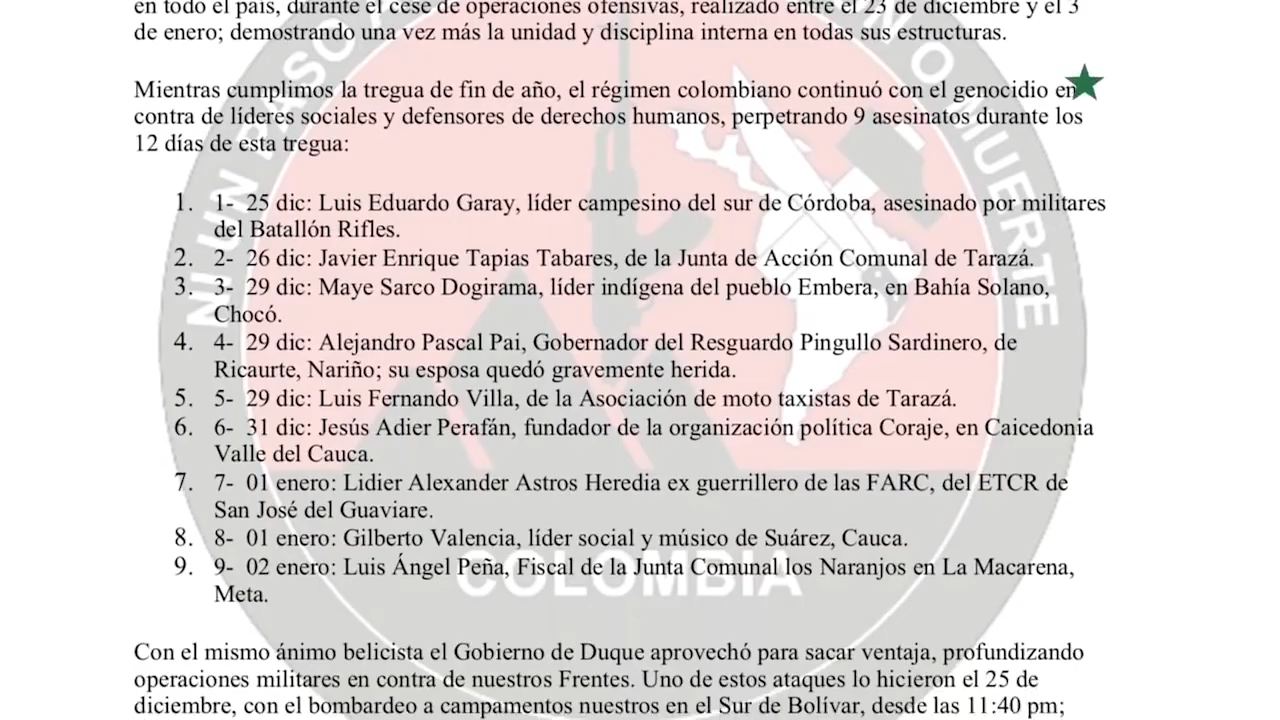 en todo el país, durante el cese de operaciones ofensivas, realizado entre el 23 de diciembre y el 3
de enero; demostrando una vez más la unidad y disciplina interna en todas sus estructuras.
Mientras cumplimos la tregua de fin de año, el régimen colombiano continuó con el genocidio en
contra de líderes sociales y defensores de derechos humanos, perpetrando 9 asesinatos durante los
12 días de esta tregua:
1. 1- 25 dic: Luis Eduardo Garay, líder campesino del sur de Córdoba, asesinado por militares
del Batallón Rifles.
2. 2- 26 dic: Javier Enrique Tapias Tabares, de la Junta de Acción Comunal de Tarazá.
3. 3- 29 dic: Maye Sarco Dogirama, líder indígena del pueblo Embera, en Bahía Solano,
Chocó.
4. 4- 29 dic: Alejandro Pascal Pai, Gobernador del Resguardo Pingullo Sardinero, de
Ricaurte, Nariño; su esposa quedó gravemente herida.
5. 5- 29 dic: Luis Fernando Villa, de la Asociación de moto taxistas de Tarazá.
6. 6- 31 dic: Jesús Adier Perafán, fundador de la organización política Coraje, en Caicedonia
Valle del Cauca.
7. 7- 01 enero: Lidier Alexander Astros Heredia ex guerrillero de las FARC, del ETCR de
San José del Guaviare.
8. 8- 01 enero: Gilberto Valencia, líder social y músico de Suárez, Cauca.
9. 9- 02 enero: Luis Ángel Peña, Fiscal de la Junta Comunal los Naranjos en La Macarena,
Meta.
Con el mismo ánimo belicista el Gobierno de Duque aprovechó para sacar ventaja, profundizando
operaciones militares en contra de nuestros Frentes. Uno de estos ataques lo hicieron el 25 de
diciembre, con el bombardeo a campamentos nuestros en el Sur de Bolívar, desde las 11:40 pm;
NI UN PASO
N O MUERTE
COLOMBIA